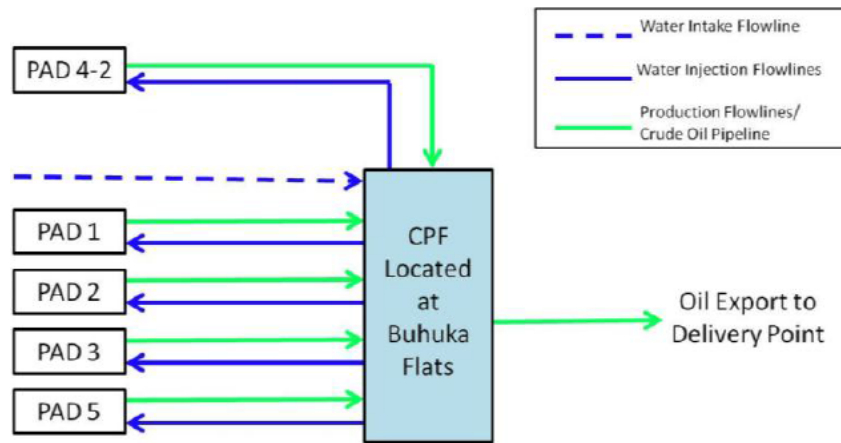 PAD 4-2
Water Intake Flowline
Water Injection Flowlines
Production Flowlines/
Crude Oil Pipeline
PAD 1
PAD 2
PAD 3
PAD 5
CPF
Located
at
Buhuka
Flats
Oil Export to
Delivery Point